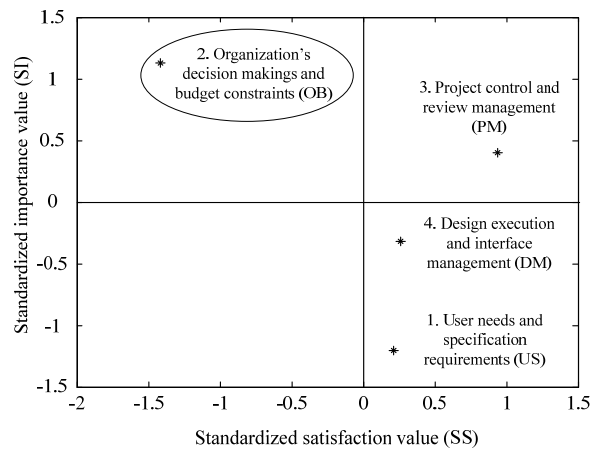 Standardized importance value (SI)
1.5
1
0.5
0
-0.5
-1
-1.5
2. Organization's
decision makings and
budget constraints (OB)
3. Project control and
review management
(PM)
4. Design execution
and interface
management (DM)
1. User needs and
specification
requirements (US)
-2
-1.5
-1
-0.5
0
0.5
1
1.5
Standardized satisfaction value (SS)